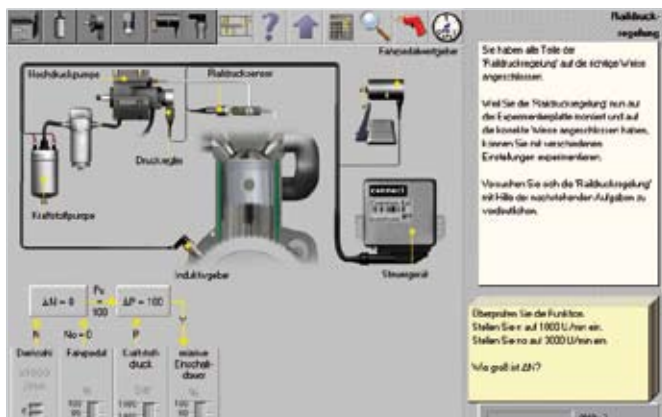 Raildruck-
regelung
Fahrpedalwertgeber
Hochdruckpumpe
Raildrucksensor
Druckregler
Kraftstoffpumpe
Induktivgeber
Steuergerät
Sie haben alle Teile der
'Raildruckregelung' auf die richtige Weise
angeschlossen.
Weil Sie die 'Raildruckregelung' nun auf
der Experimentierplatte montiert und auf
die korrekte Weise angeschlossen haben,
können Sie mit verschiedenen
Einstellungen experimentieren.
Versuchen Sie sich die 'Raildruckregelung'
mit Hilfe der nachstehenden Aufgaben zu
verdeutlichen.
ΔN = 0
= 100
ΔP = 100
N
No = 0
P
Drehzahl
Fahrpedal
Kraftstoff-
druck
relative
Einschalt-
dauer
Überprüfen Sie die Funktion.
Stellen Sie n auf 1800 U/min ein.
Stellen Sie no auf 3000 U/min ein.
Wie groß ist ΔN?